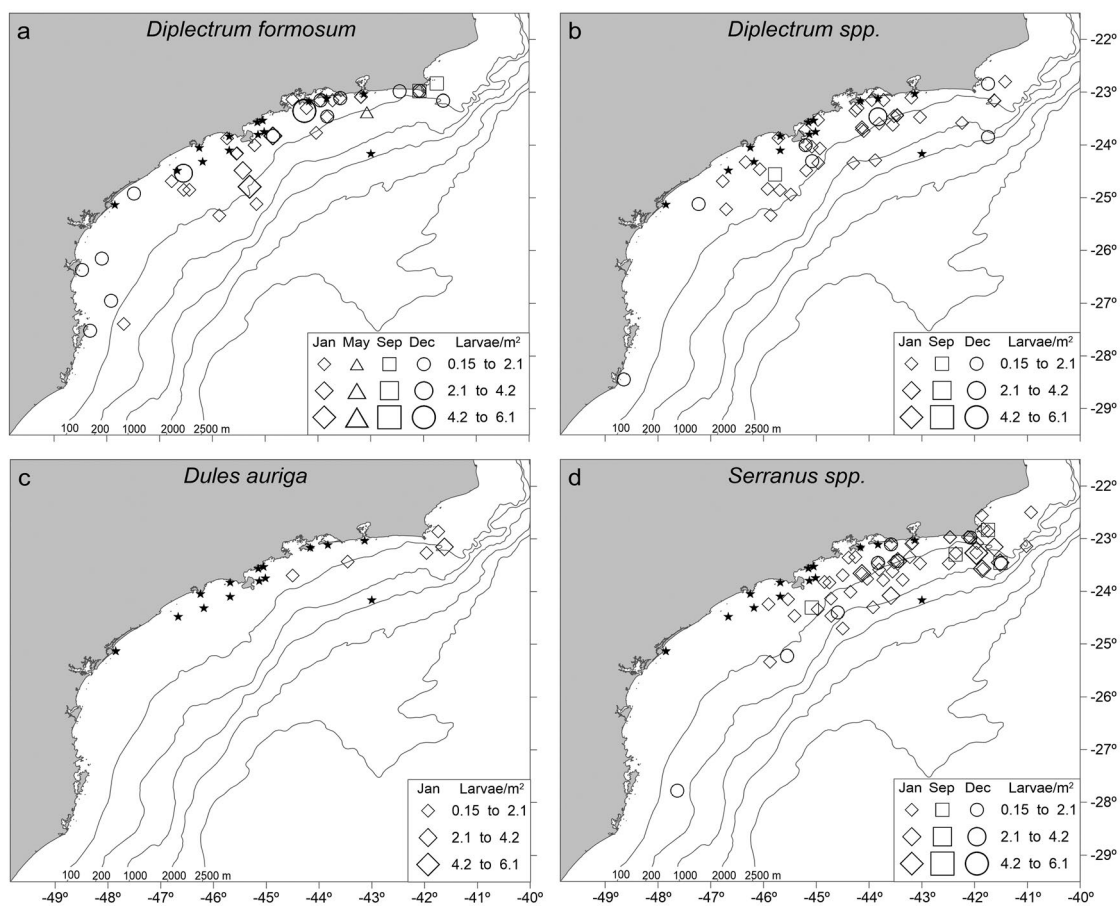 a Diplectrum formosum
Jan May Sep Dec Larvae/m²
0.15 to 2.1
2.1 to 4.2
4.2 to 6.1
100 200 1000 2000 2500 m
b Diplectrum spp.
-22º
-23º
-24º
-25º
-26º
-27º
-28º
-29º
Jan Sep Dec Larvae/m²
0.15 to 2.1
2.1 to 4.2
4.2 to 6.1
100 200 1000 2000 2500 m
c Dules auriga
Jan Larvae/m²
0.15 to 2.1
2.1 to 4.2
4.2 to 6.1
100 200 1000 2000 2500 m
-49º -48º -47º -46º -45º -44º -43º -42º -41º -40º
d Serranus spp.
-22º
-23º
-24º
-25º
-26º
-27º
-28º
-29º
Jan Sep Dec Larvae/m²
0.15 to 2.1
2.1 to 4.2
4.2 to 6.1
100 200 1000 2000 2500 m
-49º -48º -47º -46º -45º -44º -43º -42º -41º -40º